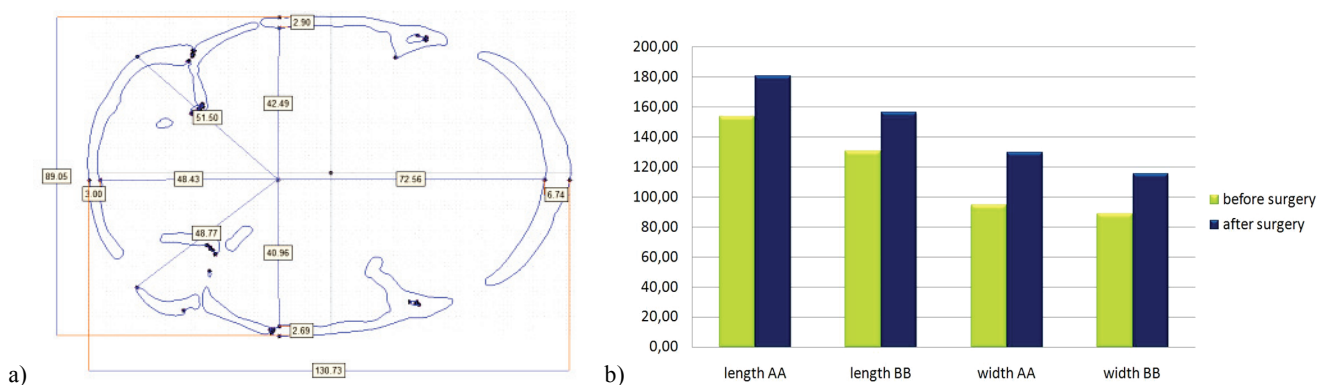 2.90
42.49
51.50
89.05
3.00
48.43
72.56
6.74
48.77
40.96
2.69
130.73
a)
200,00
180,00
160,00
140,00
120,00
100,00
80,00
60,00
40,00
20,00
0,00
length AA
length BB
width AA
width BB
before surgery
after surgery
b)